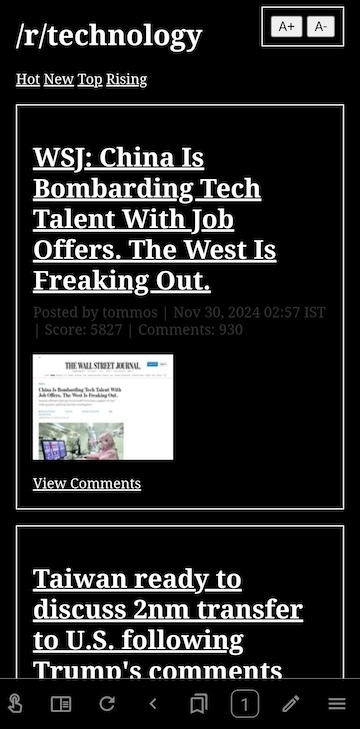 /r/technology
A+ A-
Hot New Top Rising
WSJ: China Is
Bombarding Tech
Talent With Job
Offers. The West Is
Freaking Out.
Posted by tommos | Nov 30, 2024 02:57 IST
| Score: 5827 | Comments: 930
THE WALL STREET JOURNAL.
China Is Bombarding Tech Talent With
Job Offers. The West Is Freaking Out.
View Comments
Taiwan ready to
discuss 2nm transfer
to U.S. following
Trump's comments
1